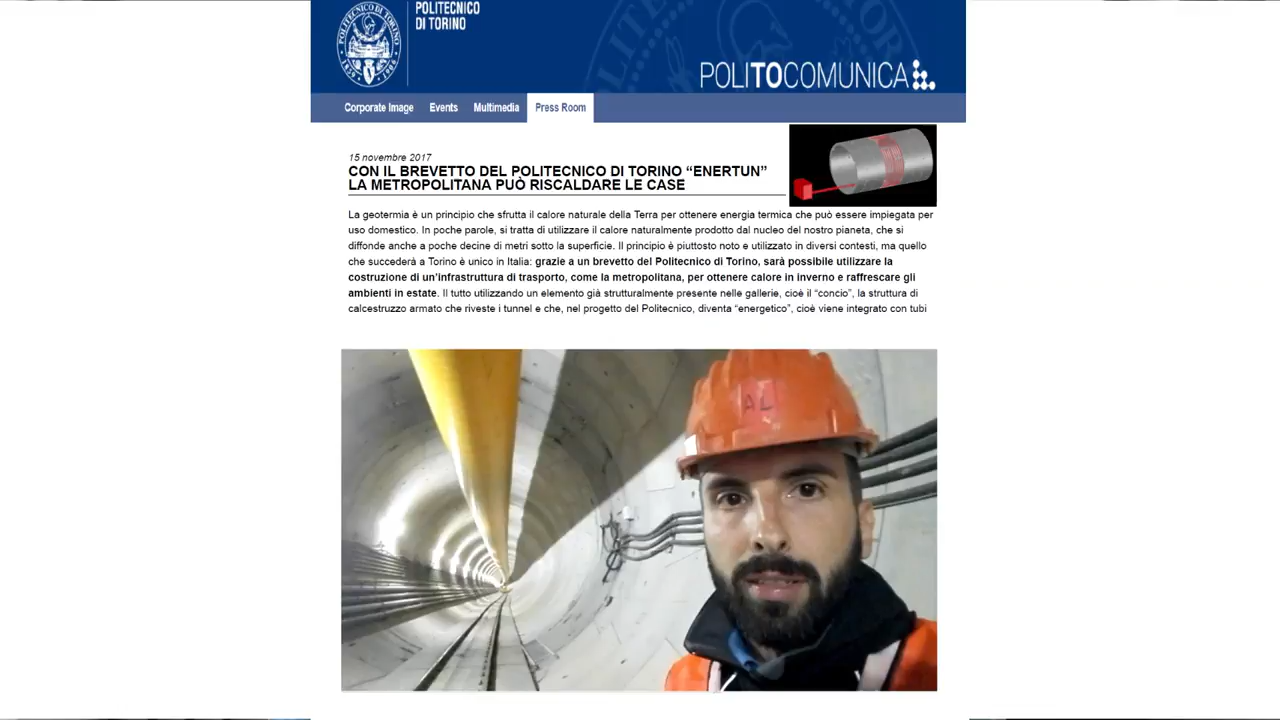 POLITECNICO
DI TORINO
POLITECNICO DI TORINO
1859 1906
POLITOCOMUNICA
Corporate Image Events Multimedia Press Room
15 novembre 2017
CON IL BREVETTO DEL POLITECNICO DI TORINO “ENERTUN”
LA METROPOLITANA PUÒ RISCALDARE LE CASE
La geotermia è un principio che sfrutta il calore naturale della Terra per ottenere energia termica che può essere impiegata per
uso domestico. In poche parole, si tratta di utilizzare il calore naturalmente prodotto dal nucleo del nostro pianeta, che si
diffonde anche a poche decine di metri sotto la superficie. Il principio è piuttosto noto e utilizzato in diversi contesti, ma quello
che succederà a Torino è unico in Italia: grazie a un brevetto del Politecnico di Torino, sarà possibile utilizzare la
costruzione di un’infrastruttura di trasporto, come la metropolitana, per ottenere calore in inverno e raffrescare gli
ambienti in estate. Il tutto utilizzando un elemento già strutturalmente presente nelle gallerie, cioè il “concio”, la struttura di
calcestruzzo armato che riveste i tunnel e che, nel progetto del Politecnico, diventa “energetico”, cioè viene integrato con tubi
AL